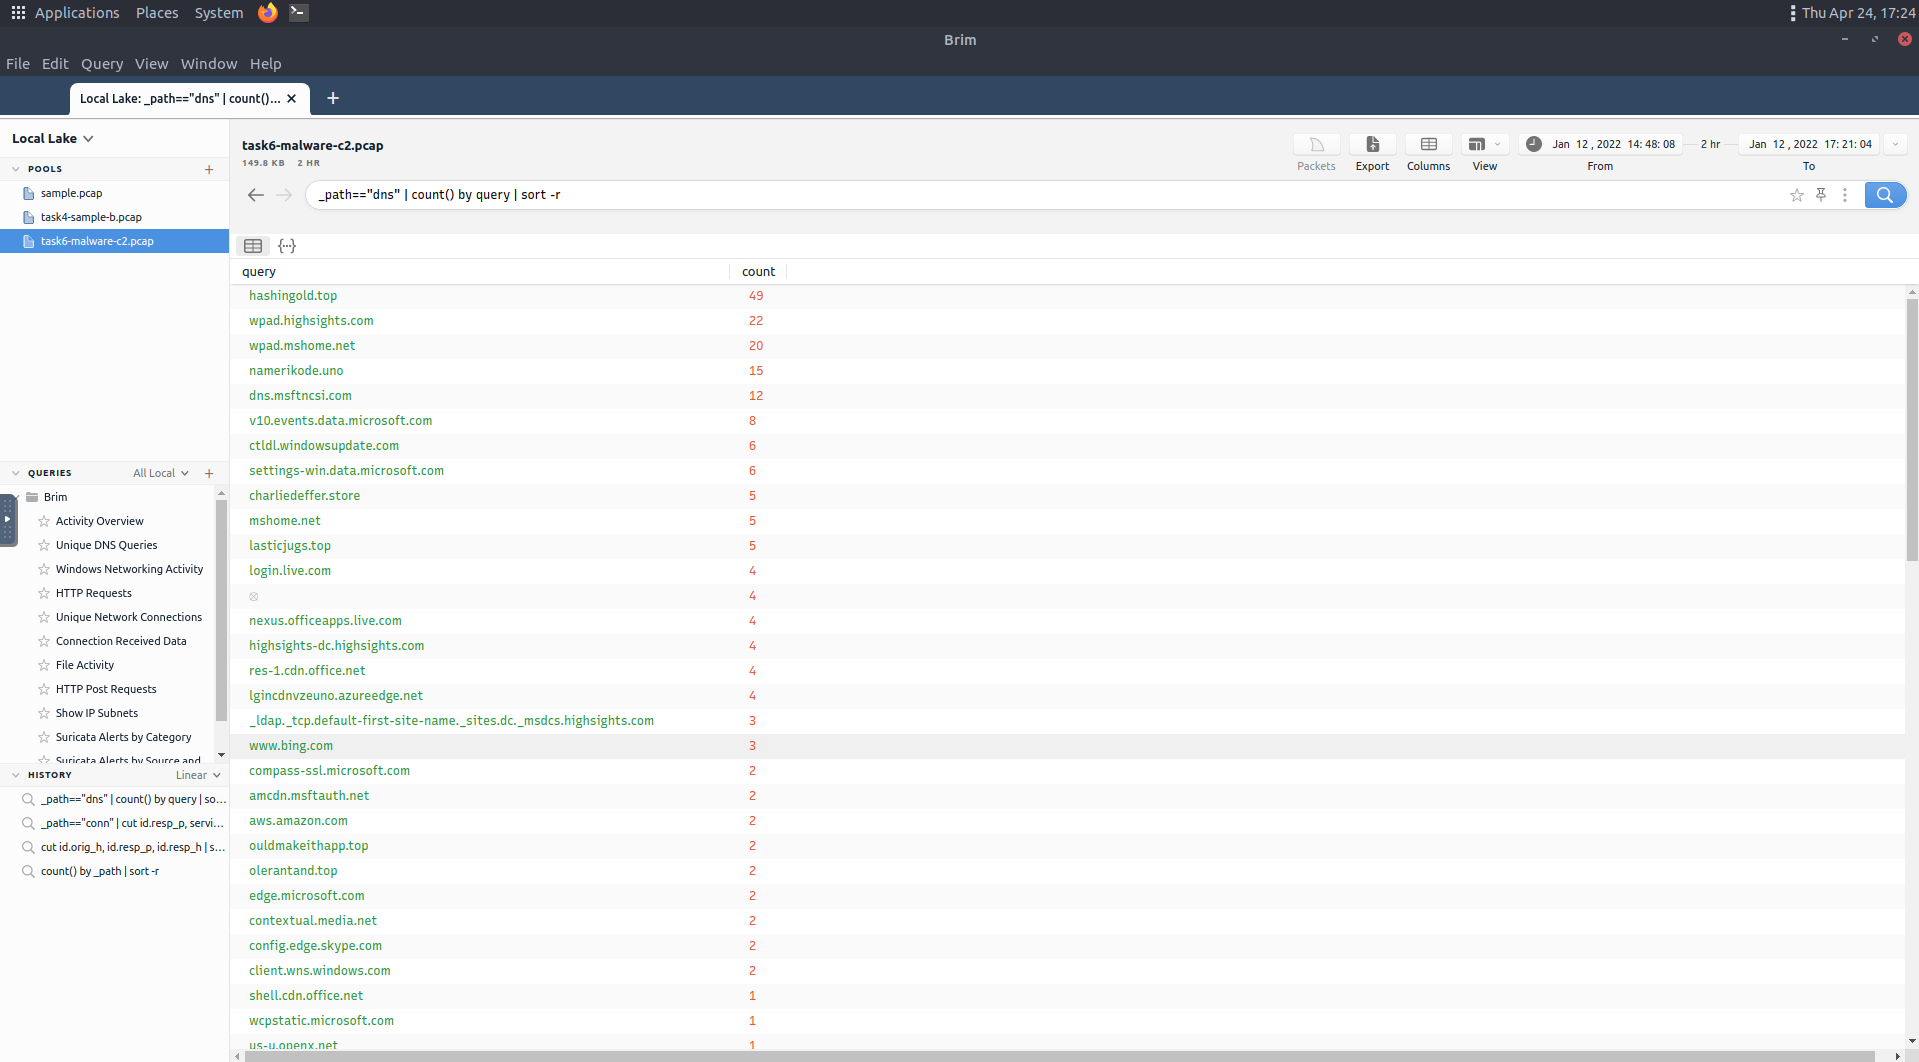 Applications Places System Thu Apr 24, 17:24
Brim
File Edit Query View Window Help
Local Lake: _path=="dns" | count()... ✕ +
Local Lake
POOLS +
sample.pcap
task4-sample-b.pcap
task6-malware-c2.pcap
task6-malware-c2.pcap
149.8 KB 2 HR
Packets Export Columns View
Jan 12 , 2022 14: 48: 08 2 hr Jan 12 , 2022 17: 21: 04
From To
_path=="dns" | count() by query | sort -r
query count
hashingold.top 49
wpad.highsights.com 22
wpad.mshome.net 20
namerikode.uno 15
dns.msftncsi.com 12
v10.events.data.microsoft.com 8
ctldl.windowsupdate.com 6
settings-win.data.microsoft.com 6
charliedeffer.store 5
mshome.net 5
lasticjugs.top 5
login.live.com 4
4
nexus.officeapps.live.com 4
highsights-dc.highsights.com 4
res-1.cdn.office.net 4
lgincdnvzeuno.azureedge.net 4
_ldap._tcp.default-first-site-name._sites.dc._msdcs.highsights.com 3
www.bing.com 3
compass-ssl.microsoft.com 2
amcdn.msftauth.net 2
aws.amazon.com 2
ouldmakeithapp.top 2
olerantand.top 2
edge.microsoft.com 2
contextual.media.net 2
config.edge.skype.com 2
client.wns.windows.com 2
shell.cdn.office.net 1
wcpstatic.microsoft.com 1
us-u.openx.net 1
QUERIES All Local +
Brim
Activity Overview
Unique DNS Queries
Windows Networking Activity
HTTP Requests
Unique Network Connections
Connection Received Data
File Activity
HTTP Post Requests
Show IP Subnets
Suricata Alerts by Category
Suricata Alerts by Source and
HISTORY Linear
_path=="dns" | count() by query | so...
_path=="conn" | cut id.resp_p, servi...
cut id.orig_h, id.resp_p, id.resp_h | s...
count() by _path | sort -r